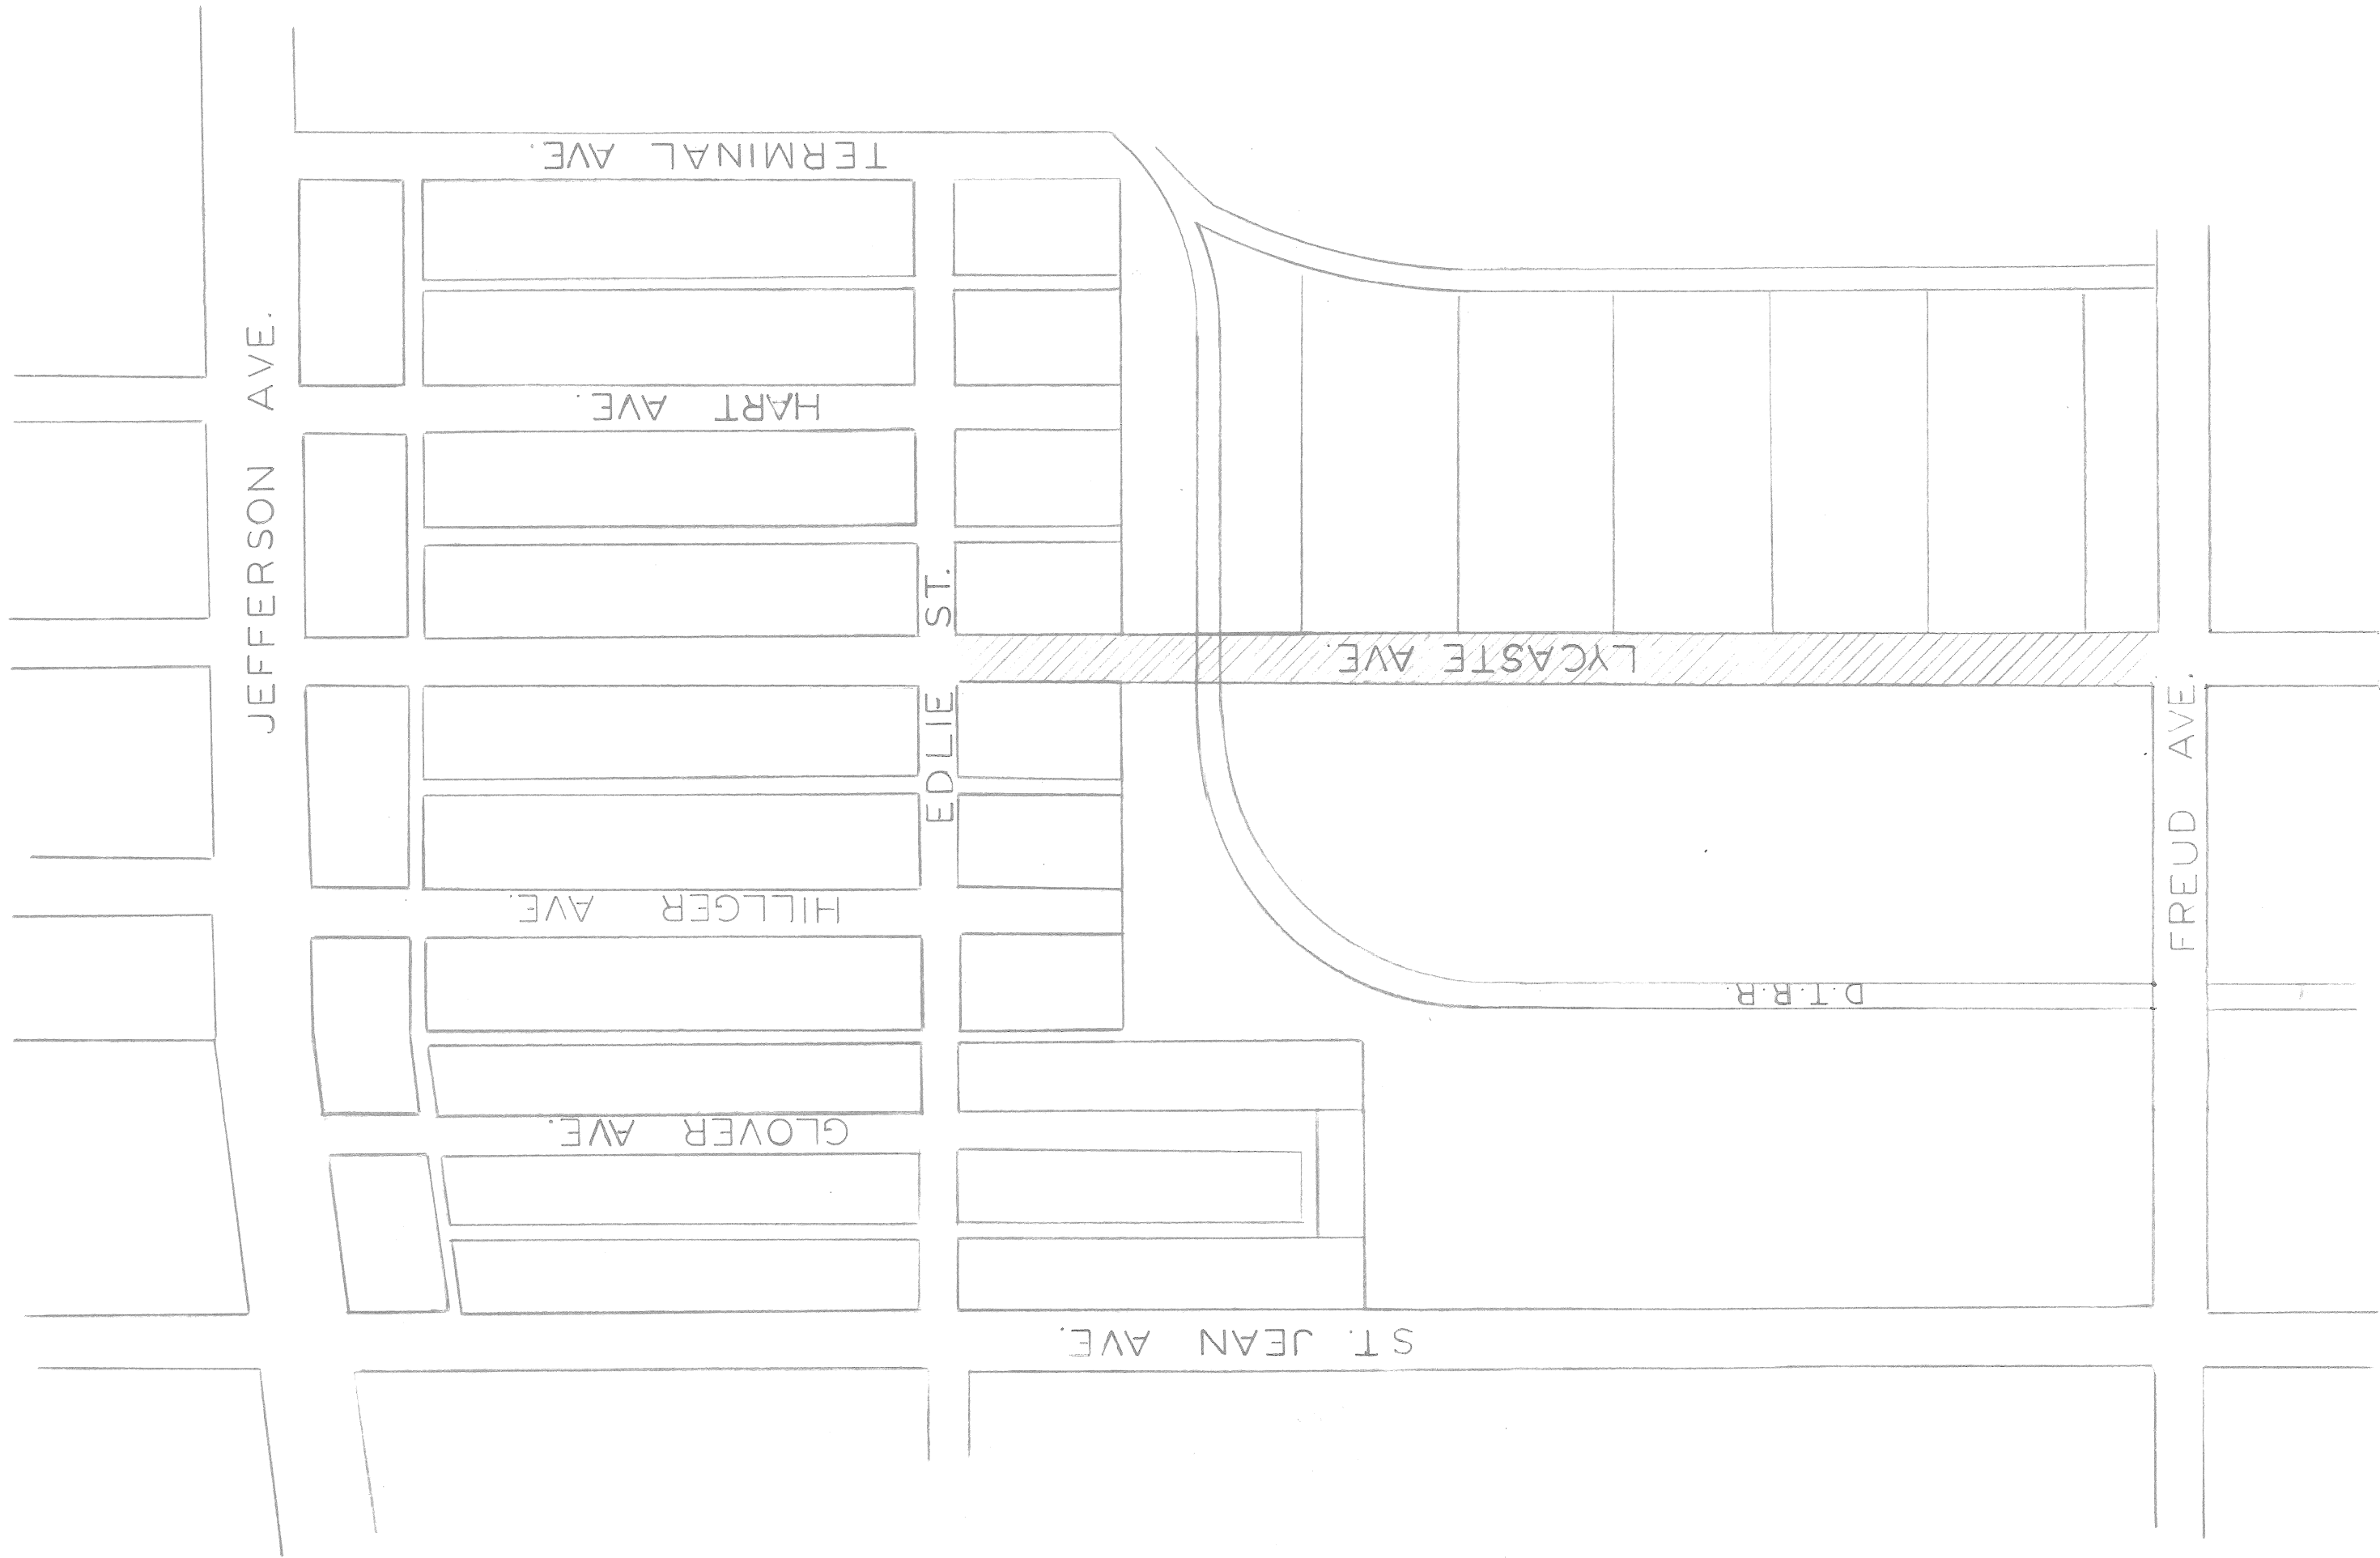 TERMINAL AVE.
JEFFERSON AVE.
HART AVE.
EDLIE ST.
LYCASTE AVE.
FREUD AVE.
HILLGER AVE.
D.T.R.R.
GLOVER AVE.
ST. JEAN AVE.